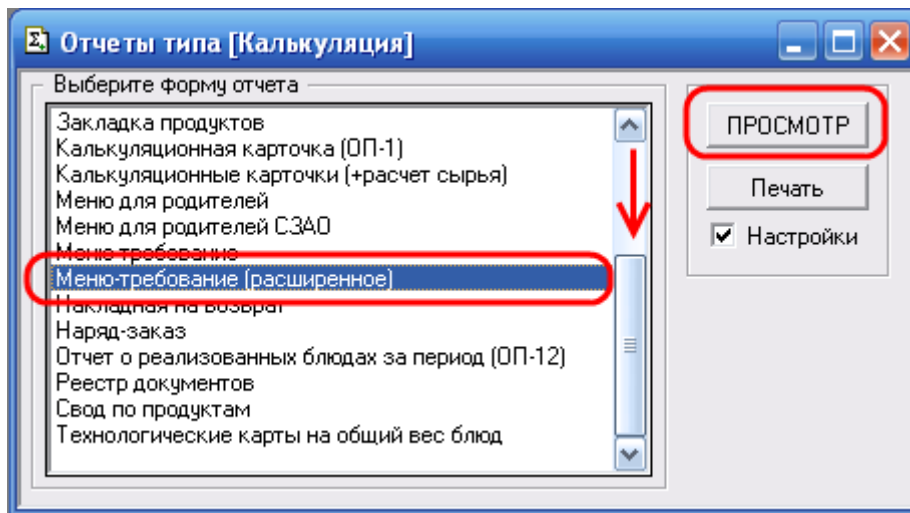 Отчеты типа [Калькуляция]
Выберите форму отчета
Закладка продуктов
Калькуляционная карточка (ОП-1)
Калькуляционные карточки (+расчет сырья)
Меню для родителей
Меню для родителей СЗАО
Меню-требование
Меню-требование (расширенное)
Накладная на возврат
Наряд-заказ
Отчет о реализованных блюдах за период (ОП-12)
Реестр документов
Свод по продуктам
Технологические карты на общий вес блюд
ПРОСМОТР
Печать
Настройки